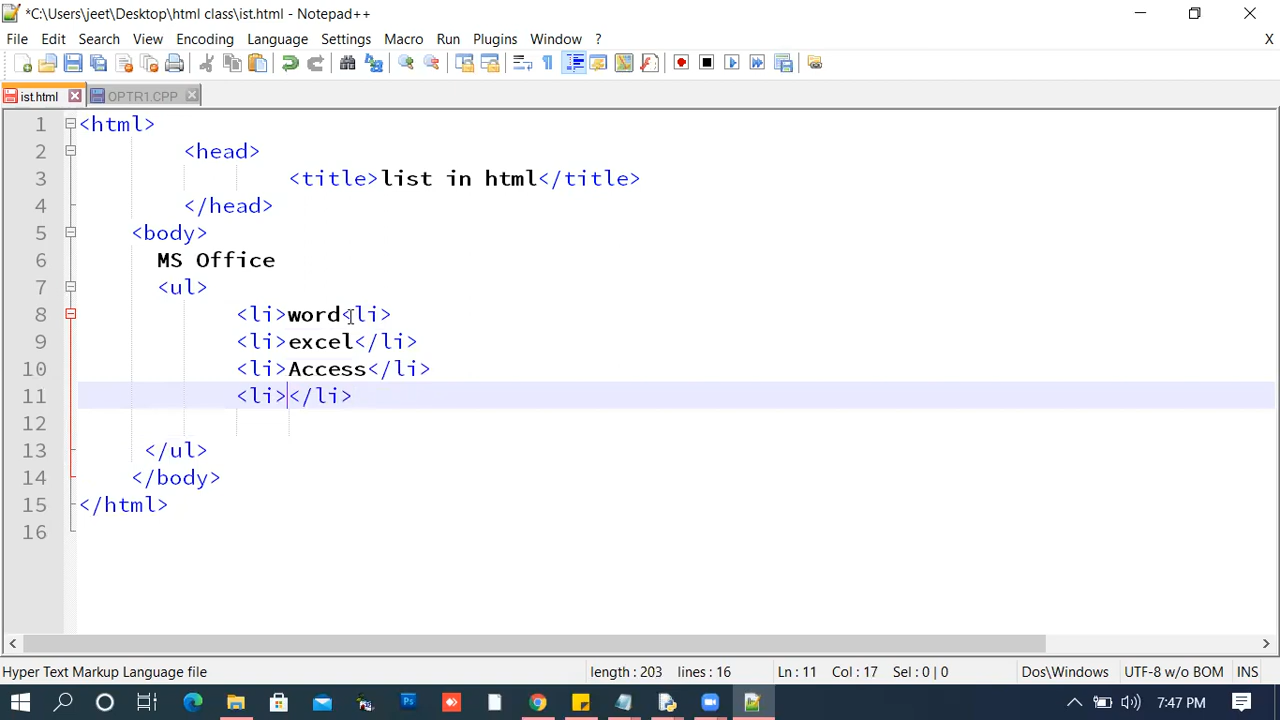 *C:\Users\jeet\Desktop\html class\ist.html - Notepad++
File Edit Search View Encoding Language Settings Macro Run Plugins Window ? X
ist.html OPTR1.CPP
1 <html>
2 <head>
3 <title>list in html</title>
4 </head>
5 <body>
6 MS Office
7 <ul>
8 <li>word<li>
9 <li>excel</li>
10 <li>Access</li>
11 <li></li>
12
13 </ul>
14 </body>
15 </html>
16
Hyper Text Markup Language file length : 203 lines : 16 Ln : 11 Col : 17 Sel : 0 | 0 Dos\Windows UTF-8 w/o BOM INS
Ps 7:47 PM